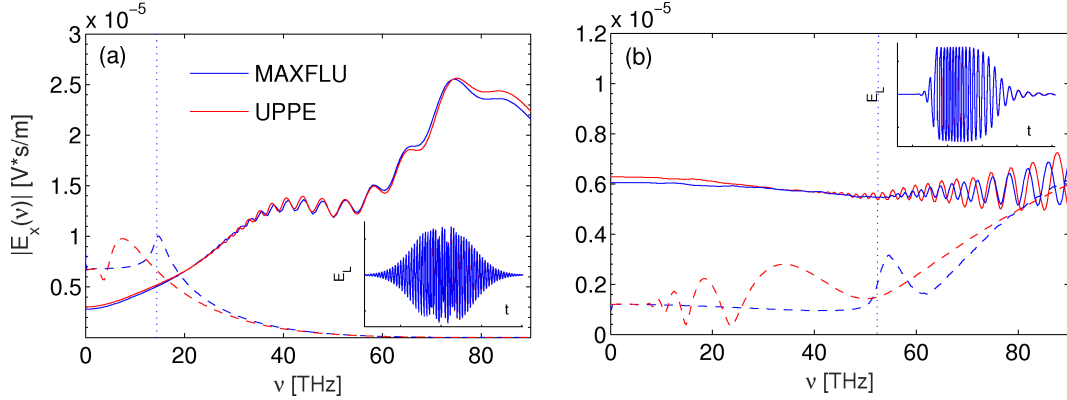 x 10⁻⁵
(a)
MAXFLU
UPPE
|Eₓ(ν)| [V*s/m]
3
2.5
2
1.5
1
0.5
0 20 40 60 80
ν [THz]
E_L
t
x 10⁻⁵
(b)
1.2
1
0.8
0.6
0.4
0.2
0
0 20 40 60 80
ν [THz]
E_L
t